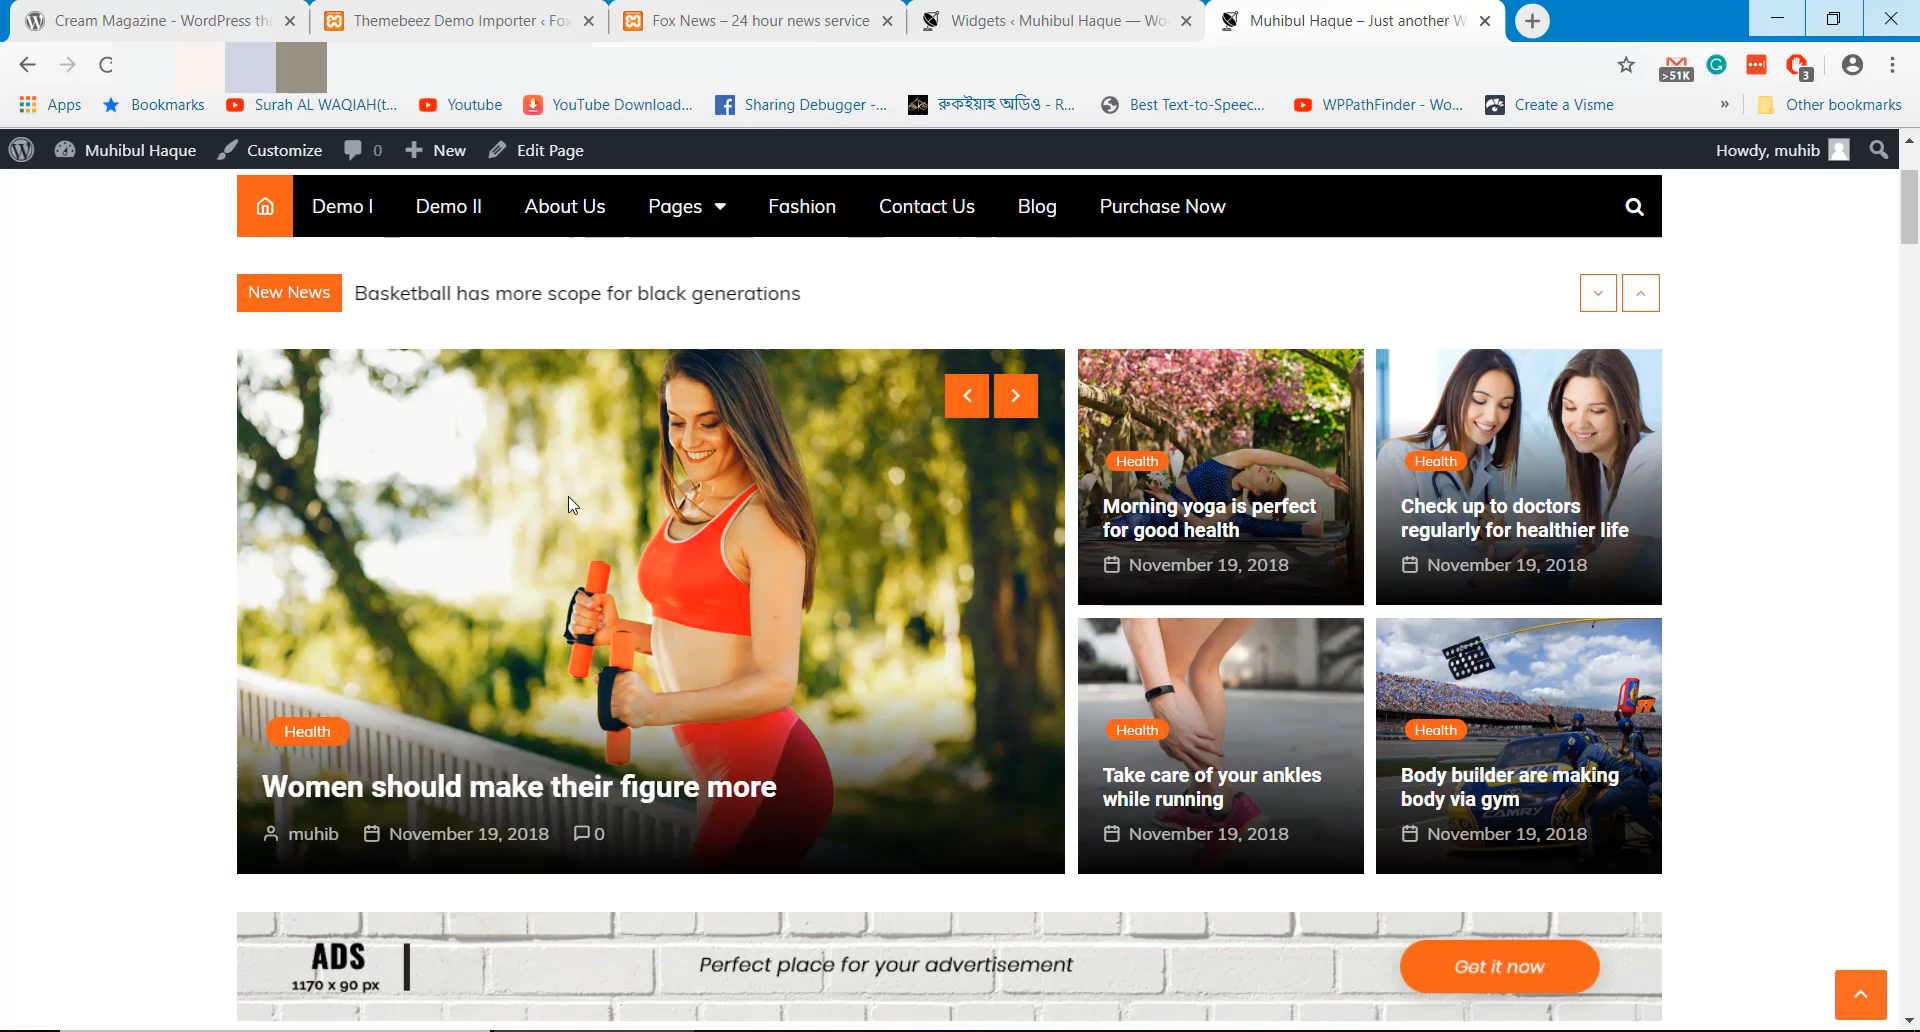 Cream Magazine - WordPress th
Themebeez Demo Importer ‹ Fox
Fox News – 24 hour news service
Widgets ‹ Muhibul Haque — Wo
Muhibul Haque – Just another W
>51K
3
Apps
Bookmarks
Surah AL WAQIAH(t...
Youtube
YouTube Download...
Sharing Debugger -...
রুকইয়াহ অডিও - R...
Best Text-to-Speec...
WPPathFinder - Wo...
Create a Visme
»
Other bookmarks
Muhibul Haque
Customize
0
New
Edit Page
Howdy, muhib
Demo I
Demo II
About Us
Pages
Fashion
Contact Us
Blog
Purchase Now
New News
Basketball has more scope for black generations
Health
Women should make their figure more
muhib
November 19, 2018
0
Health
Morning yoga is perfect
for good health
November 19, 2018
Health
Check up to doctors
regularly for healthier life
November 19, 2018
Health
Take care of your ankles
while running
November 19, 2018
Health
Body builder are making
body via gym
CAMRY
November 19, 2018
ADS
1170 x 90 px
Perfect place for your advertisement
Get it now